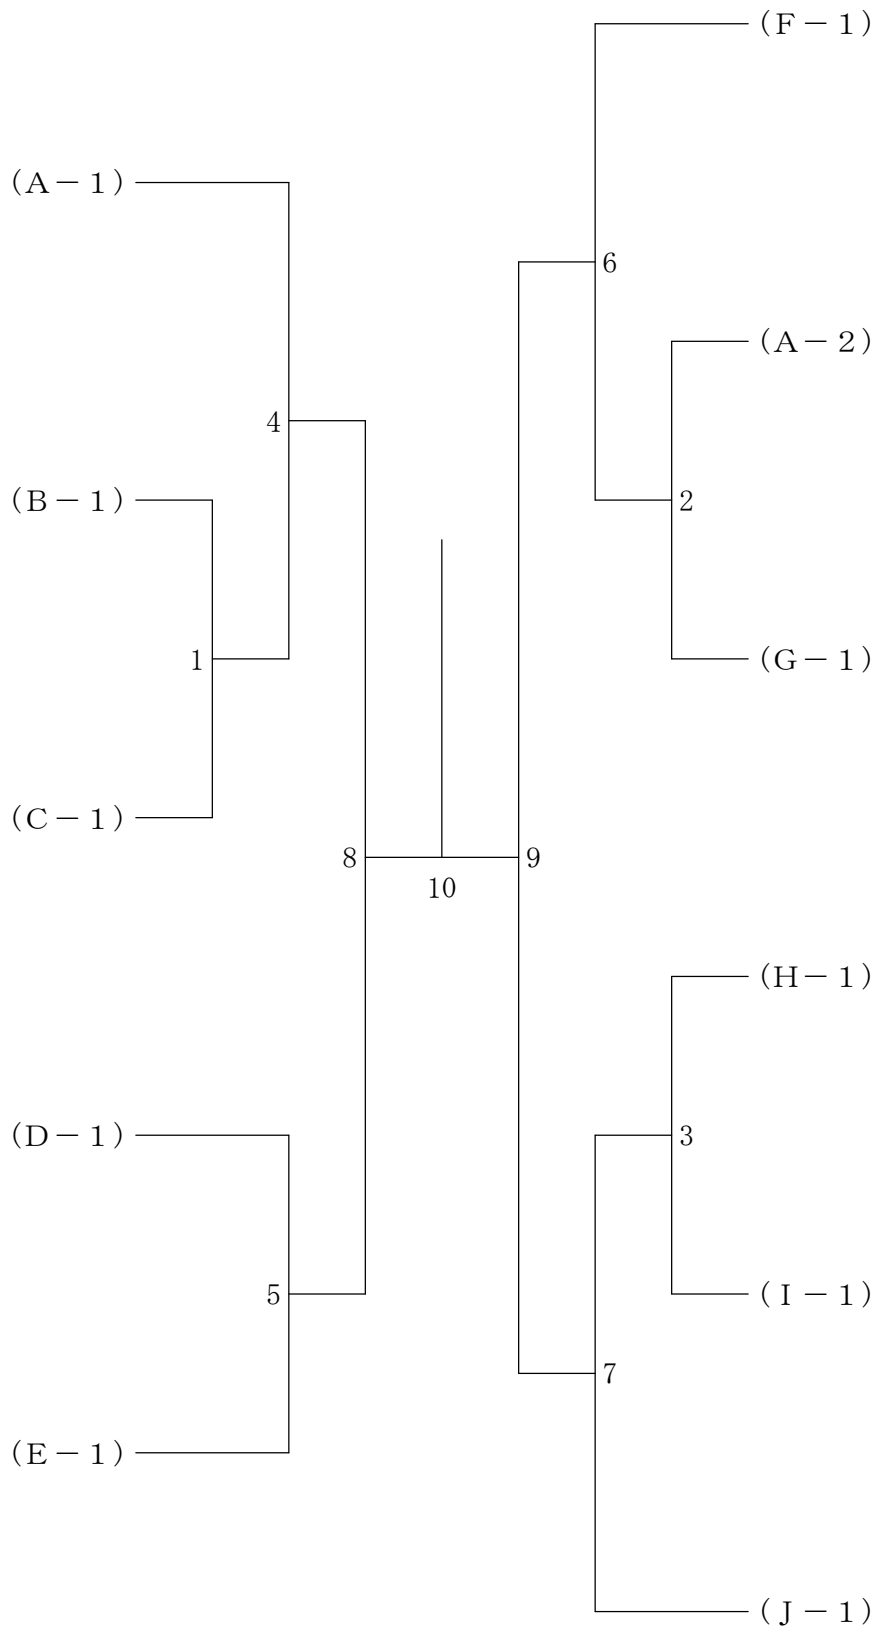 (F－1)
(A－1)
6
(A－2)
4
(B－1)
2
1
(G－1)
(C－1)
8
9
10
(H－1)
(D－1)
3
5
(I－1)
7
(E－1)
(J－1)